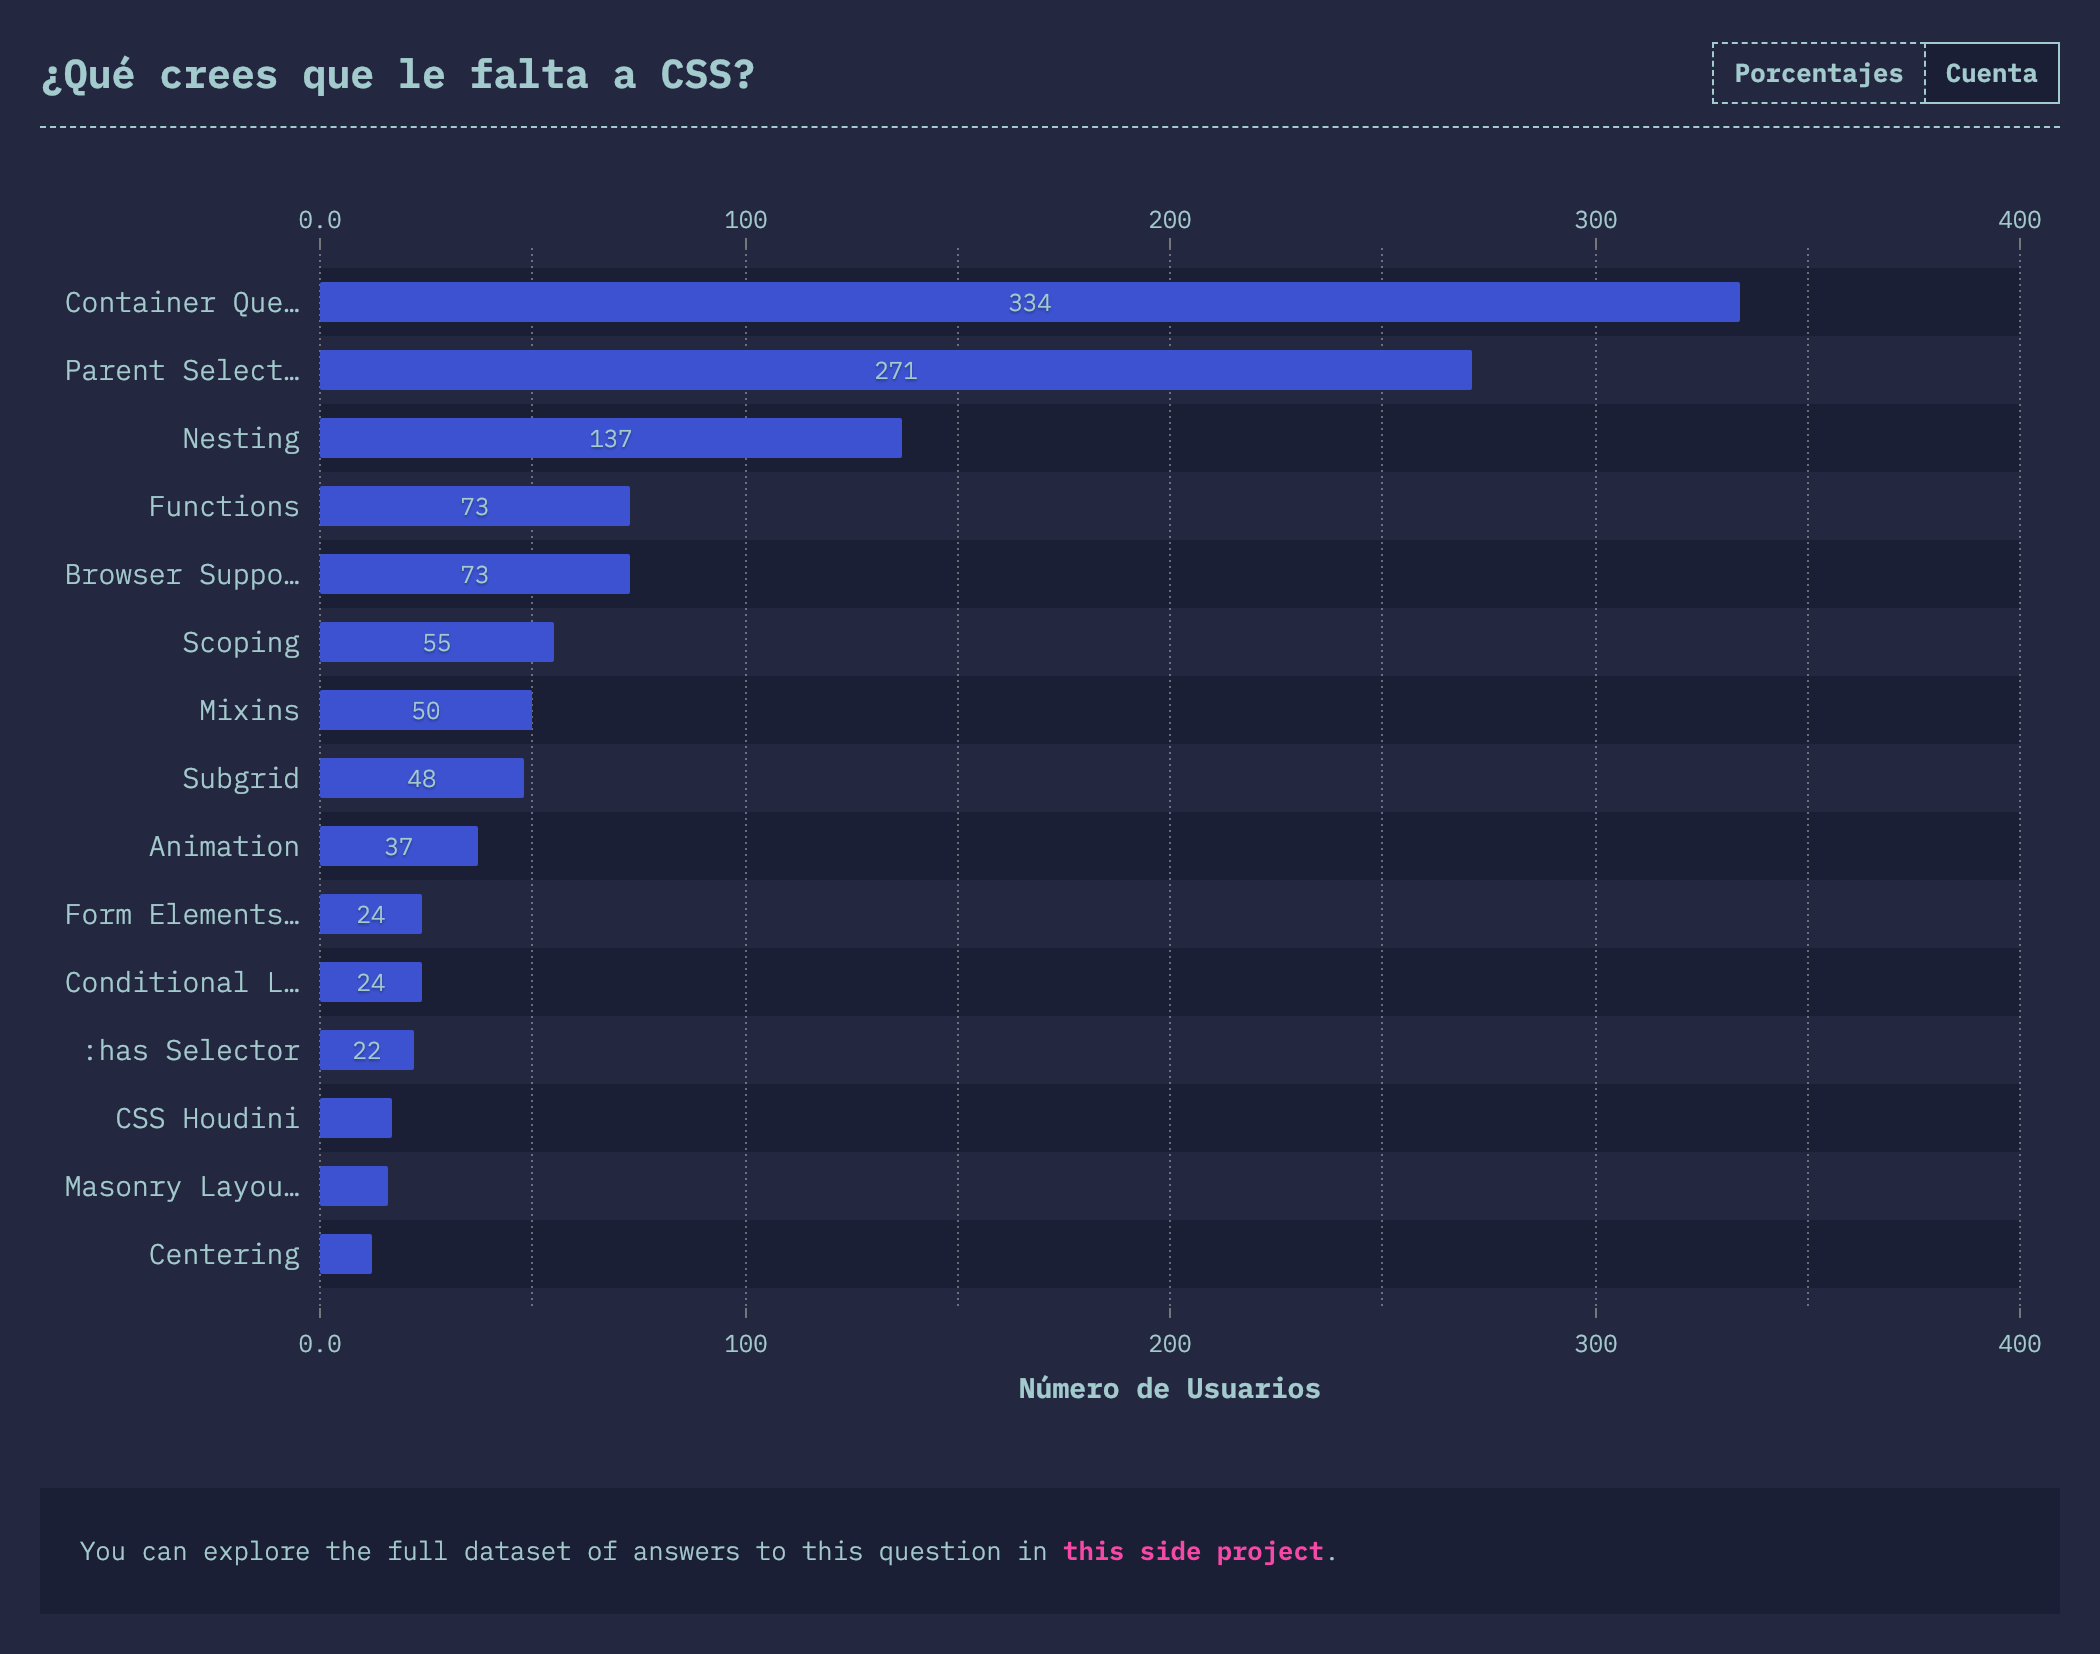 ¿Qué crees que le falta a CSS?
Porcentajes Cuenta
0.0 100 200 300 400
Container Que… 334
Parent Select… 271
Nesting 137
Functions 73
Browser Suppo… 73
Scoping 55
Mixins 50
Subgrid 48
Animation 37
Form Elements… 24
Conditional L… 24
:has Selector 22
CSS Houdini
Masonry Layou…
Centering
0.0 100 200 300 400
Número de Usuarios
You can explore the full dataset of answers to this question in this side project.